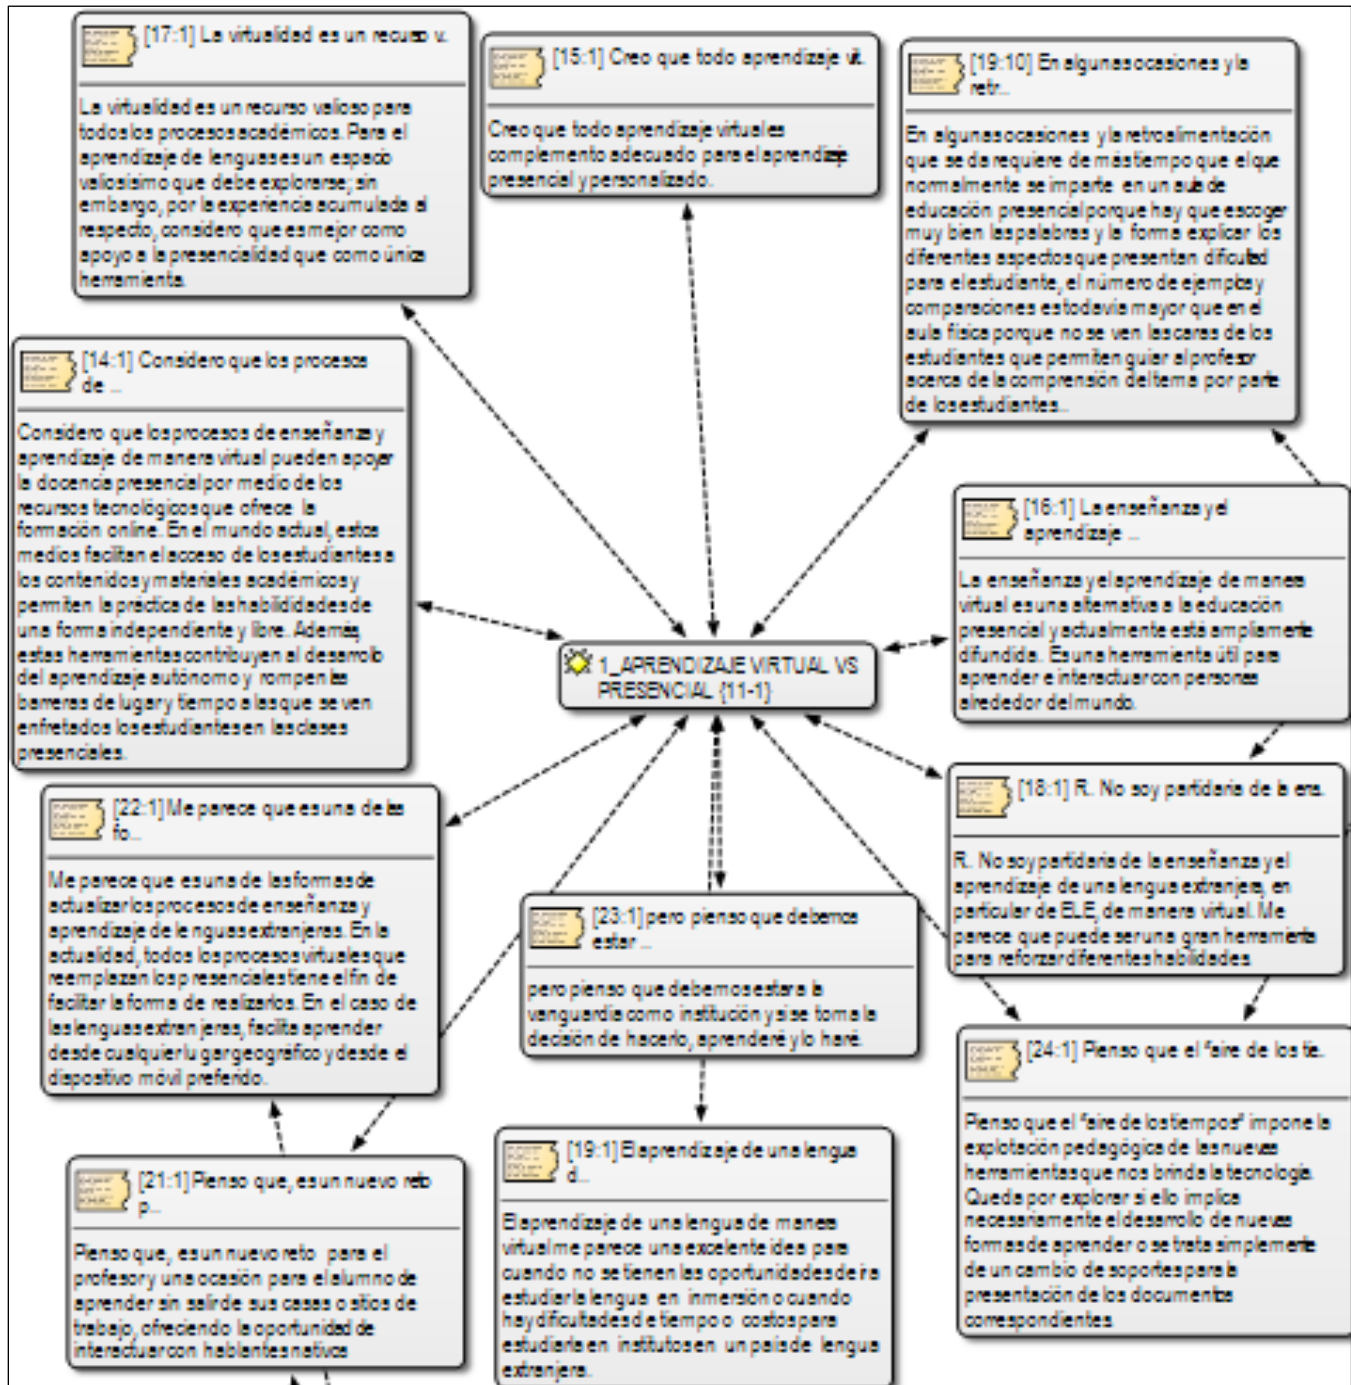 [17:1] La virtualidad es un recurso v..
La virtualidad es un recurso valioso para
todos los procesos académicos. Para el
aprendizaje de lenguas es un espacio
valiosísimo que debe explorarse; sin
embargo, por la experiencia acumulada al
respecto, considero que es mejor como
apoyo a la presencialidad que como única
herramienta.
[15:1] Creo que todo aprendizaje vit..
Creo que todo aprendizaje virtual es
complemento adecuado para el aprendizaje
presencial y personalizado.
[19:10] En algunas ocasiones y la
retr...
En algunas ocasiones y la retroalimentación
que se da requiere de más tiempo que el que
normalmente se imparte en un aula de
educación presencial porque hay que escoger
muy bien las palabras y la forma explicar los
diferentes aspectos que presentan dificultad
para el estudiante, el número de ejemplos y
comparaciones es todavía mayor que en el
aula física porque no se ven las caras de los
estudiantes que permiten guiar al profesor
acerca de la comprensión del tema por parte
de los estudiantes..
[14:1] Considero que los procesos
de ...
Considero que los procesos de enseñanza y
aprendizaje de manera virtual pueden apoyar
la docencia presencial por medio de los
recursos tecnológicos que ofrece la
formación online. En el mundo actual, estos
medios facilitan el acceso de los estudiantes a
los contenidos y materiales académicos y
permiten la práctica de las habilidades de
una forma independiente y libre. Además,
estas herramientas contribuyen al desarrollo
del aprendizaje autónomo y rompen las
barreras de lugar y tiempo a las que se ven
enfretados los estudiantes en las clases
presenciales.
[16:1] La enseñanza y el
aprendizaje ...
La enseñanza y el aprendizaje de manera
virtual es una alternativa a la educación
presencial y actualmente está ampliamente
difundida. Es una herramienta útil para
aprender e interactuar con personas
alrededor del mundo.
1_APRENDIZAJE VIRTUAL VS
PRESENCIAL {11-1}
[22:1] Me parece que es una de las
fo...
Me parece que es una de las formas de
actualizar los procesos de enseñanza y
aprendizaje de lenguas extranjeras. En la
actualidad, todos los procesos virtuales que
reemplazan los presenciales tiene el fin de
facilitar la forma de realizarlos. En el caso de
las lenguas extranjeras, facilita aprender
desde cualquier lugar geográfico y desde el
dispositivo móvil preferido.
[18:1] R. No soy partidaria de la ens..
R. No soy partidaria de la enseñanza y el
aprendizaje de una lengua extranjera, en
particular de ELE, de manera virtual. Me
parece que puede ser una gran herramienta
para reforzar diferentes habilidades.
[23:1] pero pienso que debemos
estar ...
pero pienso que debemos estar a la
vanguardia como institución y si se toma la
decisión de hacerlo, aprenderé y lo haré.
[24:1] Pienso que el "aire de los tie..
Pienso que el "aire de los tiempos" impone la
explotación pedagógica de las nuevas
herramientas que nos brinda la tecnología.
Queda por explorar si ello implica
necesariamente el desarrollo de nuevas
formas de aprender o se trata simplemente
de un cambio de soportes para la
presentación de los documentos
correspondientes.
[21:1] Pienso que, es un nuevo reto
p...
Pienso que, es un nuevo reto para el
profesor y una ocasión para el alumno de
aprender sin salir de sus casas o sitios de
trabajo, ofreciendo la oportunidad de
interactuar con hablantes nativos
[19:1] El aprendizaje de una lengua
d...
El aprendizaje de una lengua de manera
virtual me parece una excelente idea para
cuando no se tienen las oportunidades de ir a
estudiar la lengua en inmersión o cuando
hay dificultades de tiempo o costos para
estudiarla en institutos en un país de lengua
extranjera.